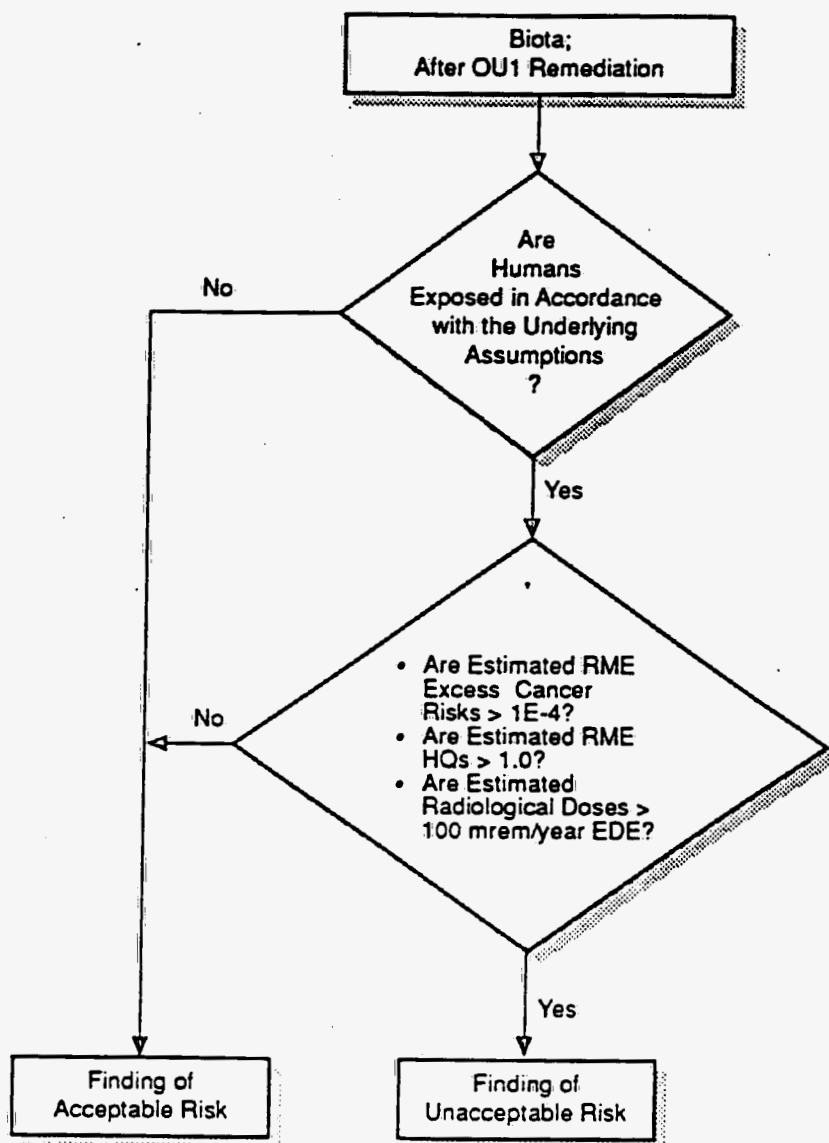 Biota;
After OU1 Remediation
Are
Humans
Exposed in Accordance
with the Underlying
Assumptions
?
No
Yes
• Are Estimated RME
Excess Cancer
Risks > 1E-4?
• Are Estimated RME
HQs > 1.0?
• Are Estimated
Radiological Doses >
100 mrem/year EDE?
No
Yes
Finding of
Acceptable Risk
Finding of
Unacceptable Risk